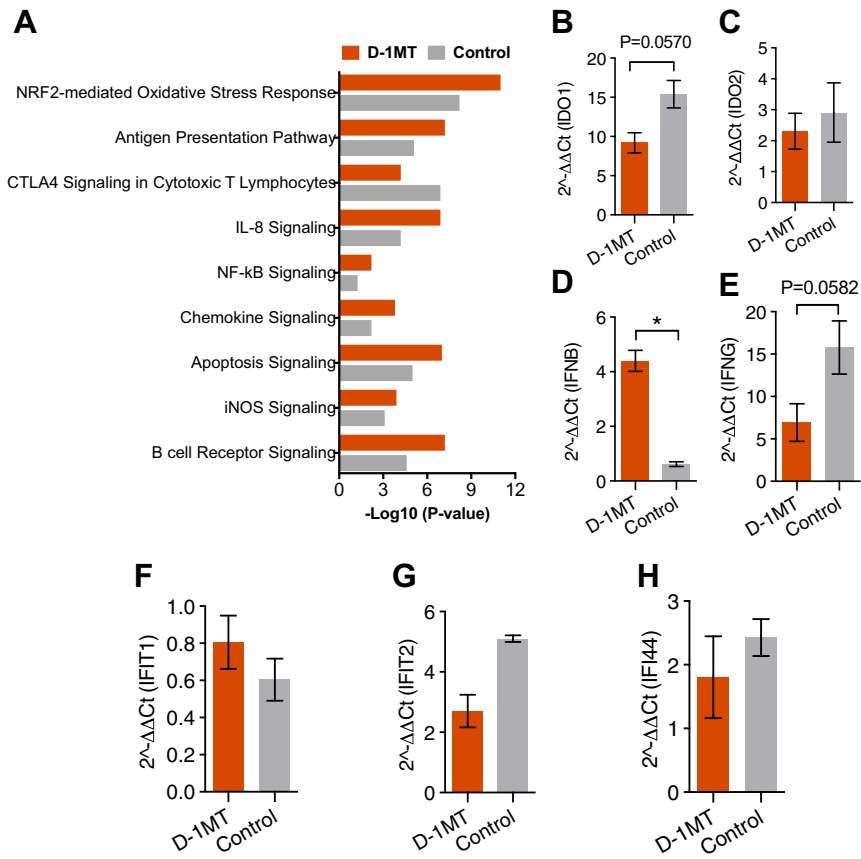 A
D-1MT Control
NRF2-mediated Oxidative Stress Response
Antigen Presentation Pathway
CTLA4 Signaling in Cytotoxic T Lymphocytes
IL-8 Signaling
NF-kB Signaling
Chemokine Signaling
Apoptosis Signaling
iNOS Signaling
B cell Receptor Signaling
0 3 6 9 12
-Log10 (P-value)
B
P=0.0570
2^-ΔΔCt (IDO1)
20
15
10
5
0
D-1MT
Control
C
2^-ΔΔCt (IDO2)
5
4
3
2
1
0
D-1MT
Control
D
*
2^-ΔΔCt (IFNB)
6
4
2
0
D-1MT
Control
E
P=0.0582
2^-ΔΔCt (IFNG)
20
15
10
5
0
D-1MT
Control
F
2^-ΔΔCt (IFIT1)
1.0
0.8
0.6
0.4
0.2
0.0
D-1MT
Control
G
2^-ΔΔCt (IFIT2)
6
4
2
0
D-1MT
Control
H
2^-ΔΔCt (IFI44)
3
2
1
0
D-1MT
Control